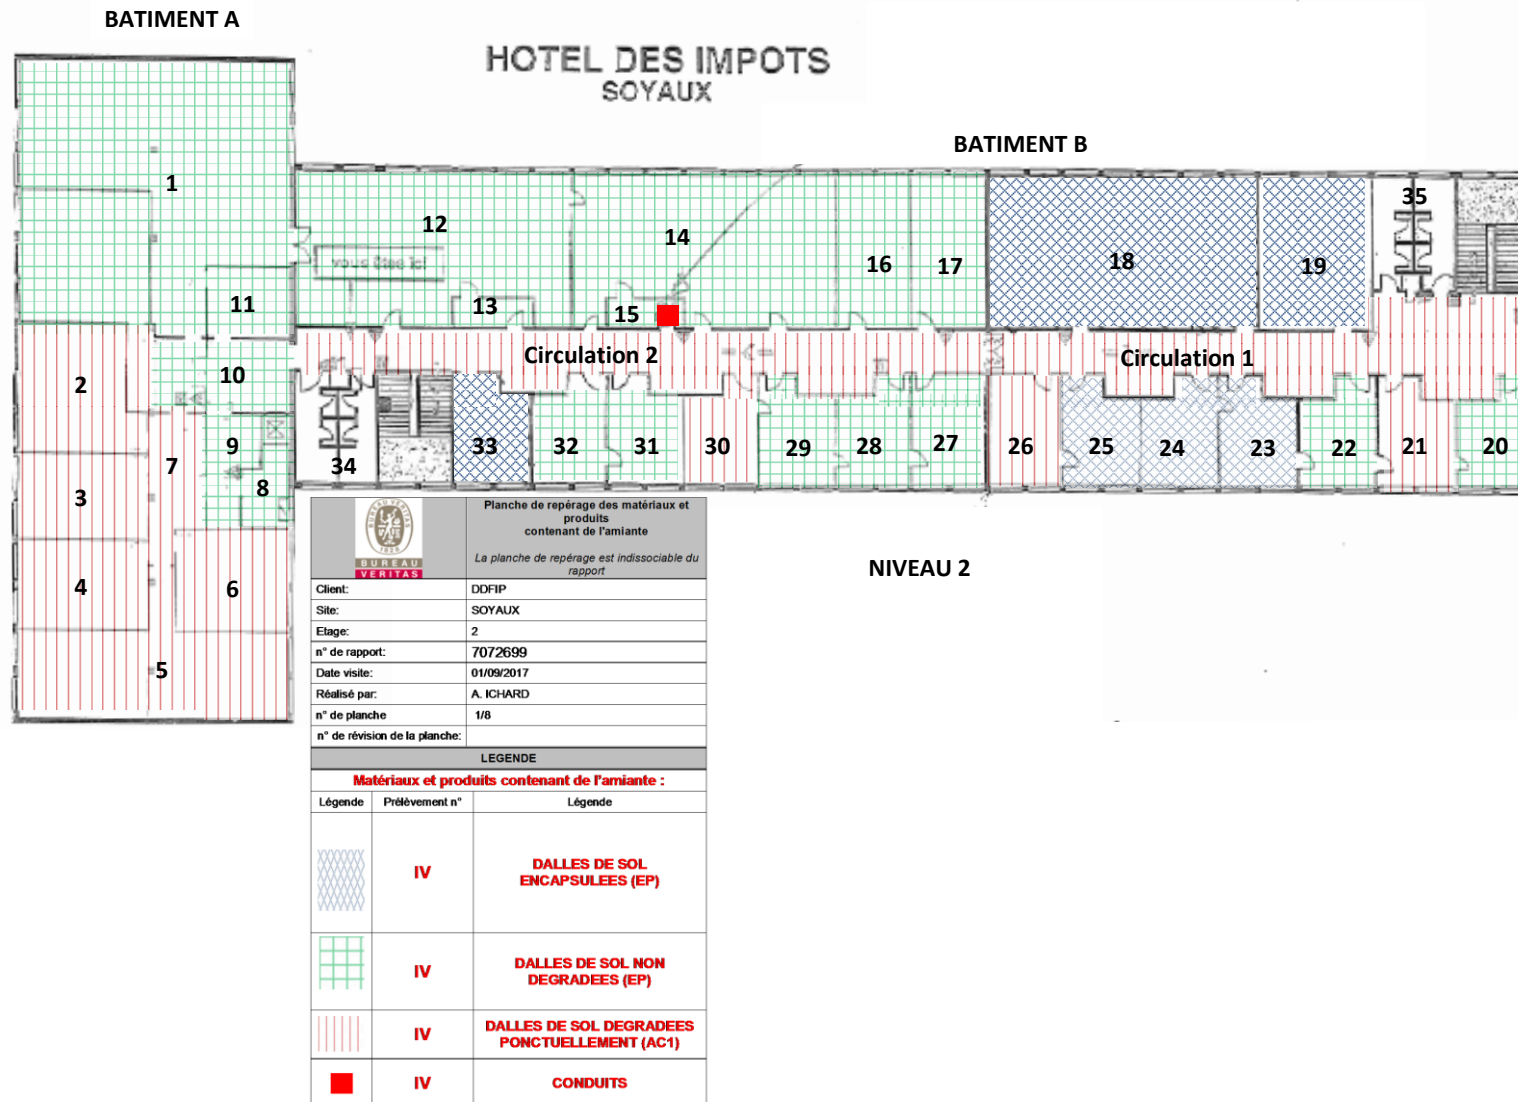 BATIMENT A
HOTEL DES IMPOTS
SOYAUX
BATIMENT B
1
12
14
16
17
18
19
35
vous êtes ici
11
13
15
Circulation 2
Circulation 1
2
10
9
7
8
3
4
6
5
34
33
32
31
30
29
28
27
26
25
24
23
22
21
20
NIVEAU 2
BUREAU VERITAS
1828
BUREAU
VERITAS
Planche de repérage des matériaux et
produits
contenant de l'amiante
La planche de repérage est indissociable du
rapport
Client: DDFIP
Site: SOYAUX
Etage: 2
n° de rapport: 7072699
Date visite: 01/09/2017
Réalisé par: A. ICHARD
n° de planche 1/8
n° de révision de la planche:
LEGENDE
Matériaux et produits contenant de l'amiante :
Légende Prélèvement n° Légende
IV DALLES DE SOL
ENCAPSULEES (EP)
IV DALLES DE SOL NON
DEGRADEES (EP)
IV DALLES DE SOL DEGRADEES
PONCTUELLEMENT (AC1)
IV CONDUITS